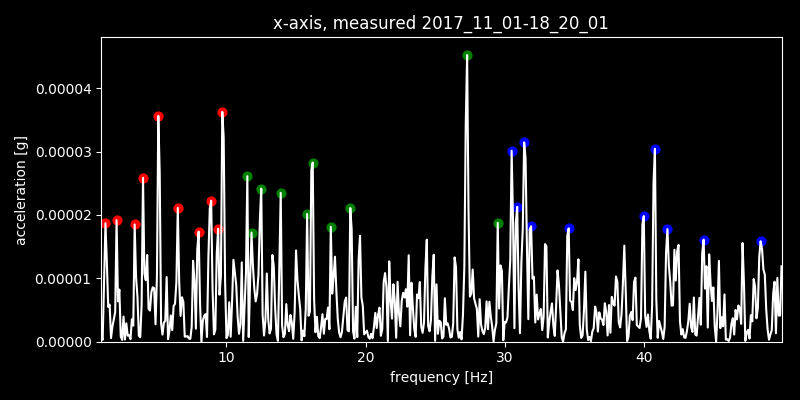 x-axis, measured 2017_11_01-18_20_01
acceleration [g]
0.00004
0.00003
0.00002
0.00001
0.00000
10 20 30 40
frequency [Hz]